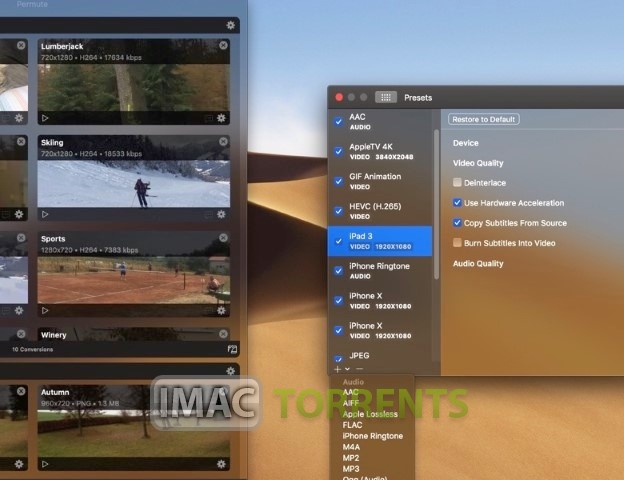 Permute
Lumberjack
720x1280 • H264 • 17634 kbps
Skiing
720x1280 • H264 • 18533 kbps
Sports
1280x720 • H264 • 7383 kbps
Winery
10 Conversions
Autumn
960x720 • PNG • 1.3 MB
Presets
AAC
AUDIO
AppleTV 4K
VIDEO 3840X2048
GIF Animation
VIDEO
HEVC (H.265)
VIDEO
iPad 3
VIDEO 1920X1080
iPhone Ringtone
AUDIO
iPhone X
VIDEO 1920X1080
iPhone X
VIDEO 1920X1080
JPEG
Restore to Default
Device
Video Quality
Deinterlace
Use Hardware Acceleration
Copy Subtitles From Source
Burn Subtitles Into Video
Audio Quality
Audio
AAC
AIFF
Apple Lossless
FLAC
iPhone Ringtone
M4A
MP2
MP3
Ogg (Audio)
IMAC TORRENTS